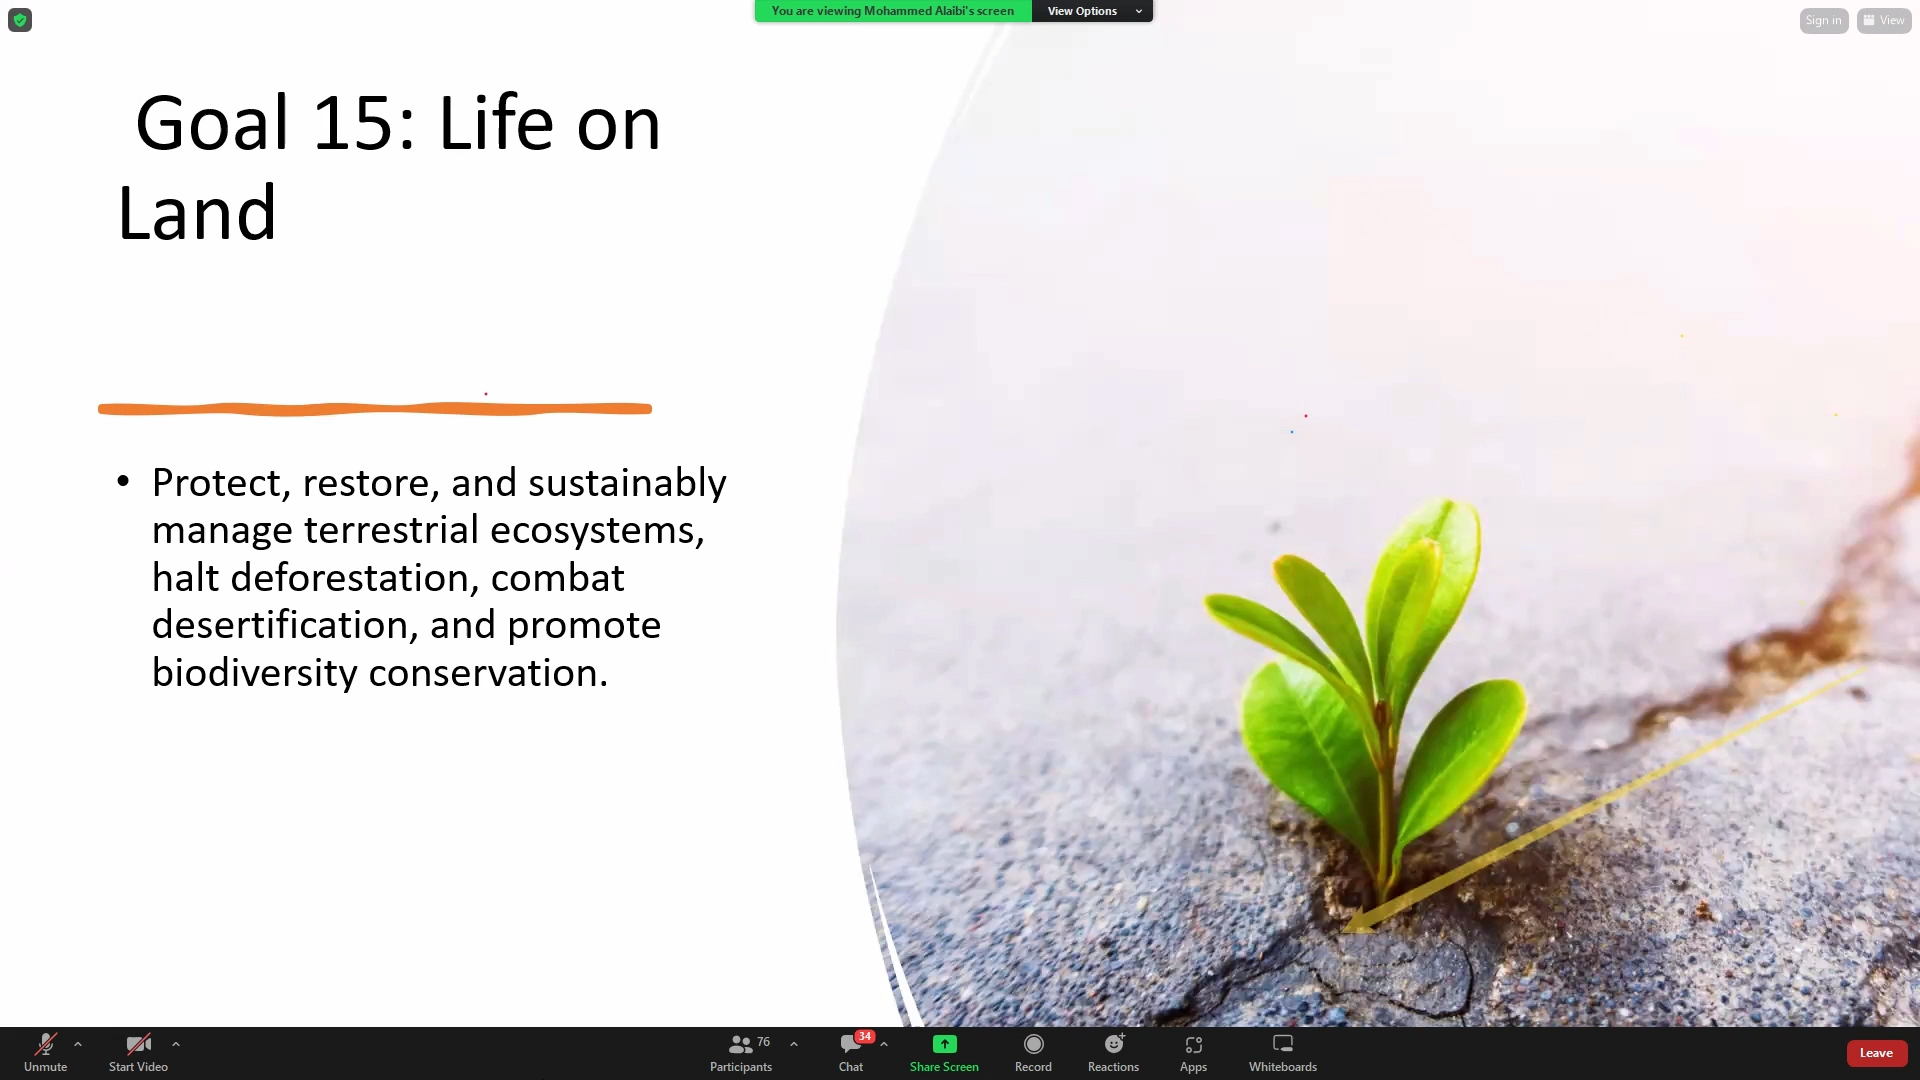 You are viewing Mohammed Alaibi's screen
View Options
Sign in
View
Goal 15: Life on
Land
• Protect, restore, and sustainably
manage terrestrial ecosystems,
halt deforestation, combat
desertification, and promote
biodiversity conservation.
Unmute
Start Video
76
Participants
34
Chat
Share Screen
Record
Reactions
Apps
Whiteboards
Leave